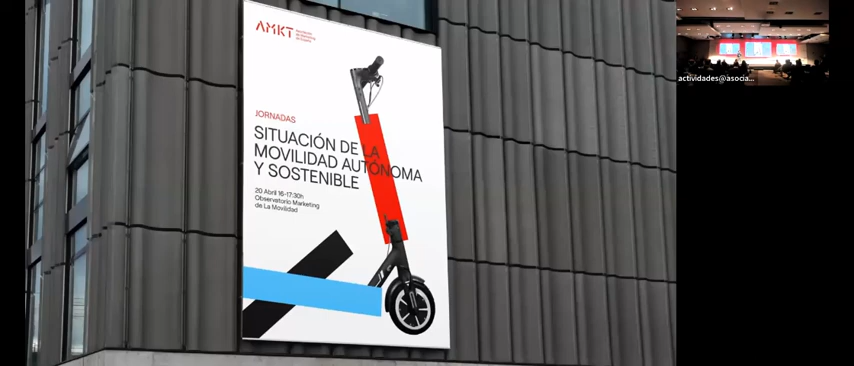 AMKT
JORNADAS
SITUACIÓN DE LA
MOVILIDAD AUTÓNOMA
Y SOSTENIBLE
20 Abril 16-17:30h
Observatorio Marketing
de La Movilidad
actividades@asocia...